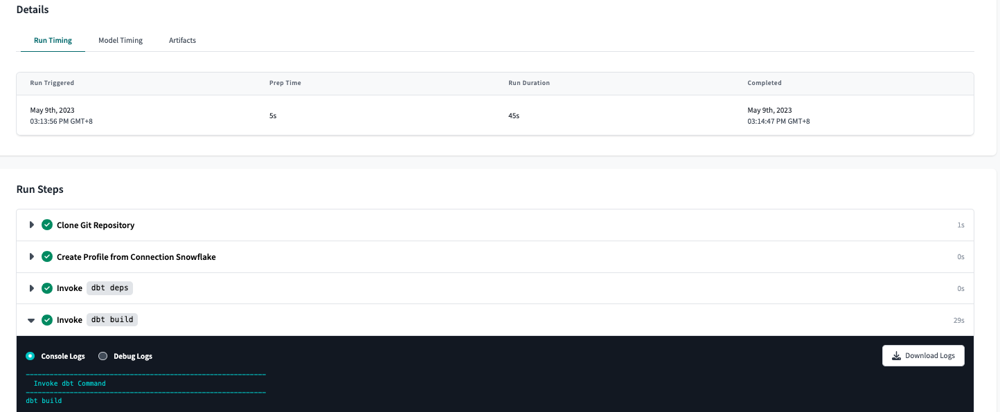 Details
Run Timing Model Timing Artifacts
Run Triggered Prep Time Run Duration Completed
May 9th, 2023 May 9th, 2023
5s 45s
03:13:56 PM GMT+8 03:14:47 PM GMT+8
Run Steps
Clone Git Repository 1s
Create Profile from Connection Snowflake 0s
Invoke dbt deps 0s
Invoke dbt build 29s
Console Logs Debug Logs Download Logs
Invoke dbt Command
dbt build